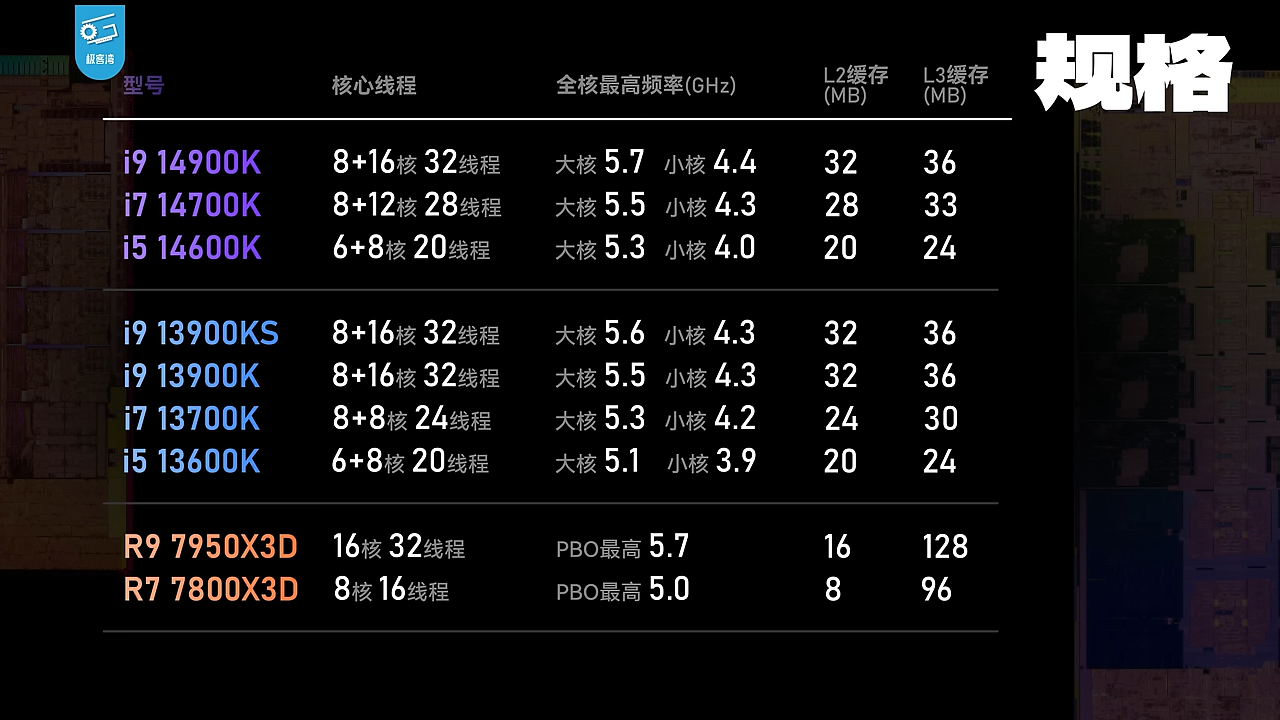 极客湾
规格
型号 核心线程 全核最高频率(GHz) L2缓存(MB) L3缓存(MB)
i9 14900K 8+16核 32线程 大核 5.7 小核 4.4 32 36
i7 14700K 8+12核 28线程 大核 5.5 小核 4.3 28 33
i5 14600K 6+8核 20线程 大核 5.3 小核 4.0 20 24
i9 13900KS 8+16核 32线程 大核 5.6 小核 4.3 32 36
i9 13900K 8+16核 32线程 大核 5.5 小核 4.3 32 36
i7 13700K 8+8核 24线程 大核 5.3 小核 4.2 24 30
i5 13600K 6+8核 20线程 大核 5.1 小核 3.9 20 24
R9 7950X3D 16核 32线程 PBO最高 5.7 16 128
R7 7800X3D 8核 16线程 PBO最高 5.0 8 96